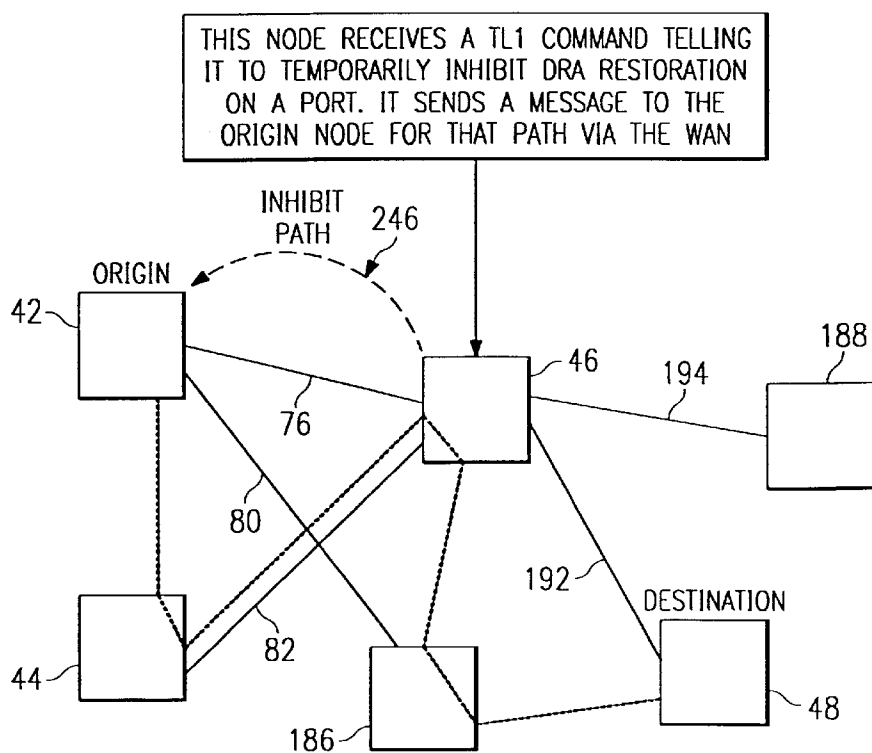 THIS NODE RECEIVES A TL1 COMMAND TELLING
IT TO TEMPORARILY INHIBIT DRA RESTORATION
ON A PORT. IT SENDS A MESSAGE TO THE
ORIGIN NODE FOR THAT PATH VIA THE WAN
INHIBIT
PATH
246
ORIGIN
42
46
188
194
76
80
192
DESTINATION
82
44
186
48